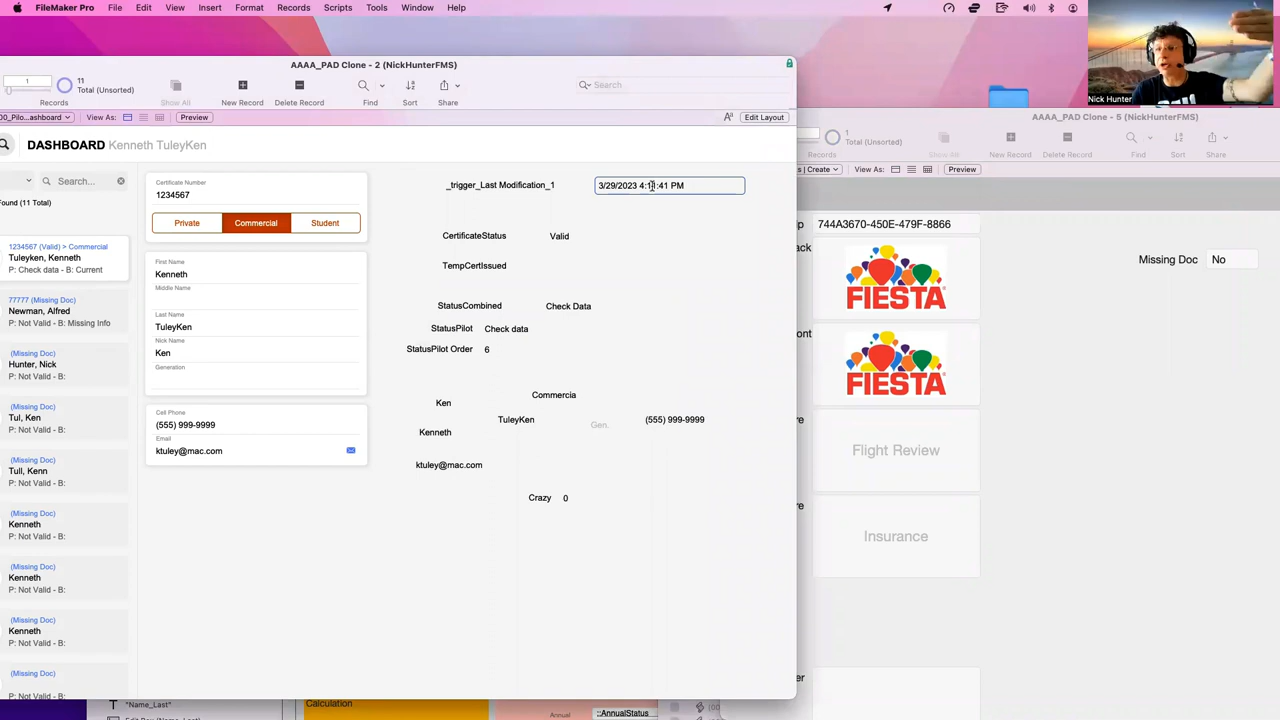 FileMaker Pro File Edit View Insert Format Records Scripts Tools Window Help
Nick Hunter
AAAA_PAD Clone - 2 (NickHunterFMS)
1
11
Total (Unsorted)
Search
Records Show All New Record Delete Record Find Sort Share
View As: Preview
Edit Layout
DASHBOARD Kenneth TuleyKen
Search...
Found (11 Total)
1234567 (Valid) > Commercial
Tuleyken, Kenneth
P: Check data - B: Current
77777 (Missing Doc)
Newman, Alfred
P: Not Valid - B: Missing Info
(Missing Doc)
Hunter, Nick
P: Not Valid - B:
(Missing Doc)
Tul, Ken
P: Not Valid - B:
(Missing Doc)
Tull, Kenn
P: Not Valid - B:
(Missing Doc)
Kenneth
P: Not Valid - B:
(Missing Doc)
Kenneth
P: Not Valid - B:
(Missing Doc)
Kenneth
P: Not Valid - B:
(Missing Doc)
P: Not Valid - B:
Certificate Number
1234567
Private Commercial Student
First Name
Kenneth
Middle Name
Last Name
TuleyKen
Nick Name
Ken
Generation
Cell Phone
(555) 999-9999
Email
ktuley@mac.com
_trigger_Last Modification_1
3/29/2023 PM
CertificateStatus Valid
TempCertIssued
StatusCombined Check Data
StatusPilot Check data
StatusPilot Order 6
Commercia
Ken
TuleyKen Gen. (555) 999-9999
Kenneth
ktuley@mac.com
Crazy 0
AAAA_PAD Clone - 5 (NickHunterFMS)
1
Total (Unsorted)
Records Show All New Record Delete Record Find Sort Share
Create View As: Preview
744A3670-450E-479F-8866
Missing Doc No
FIESTA
FIESTA
Flight Review
Insurance
"Name_Last"
Calculation
Annual
::AnnualStatus